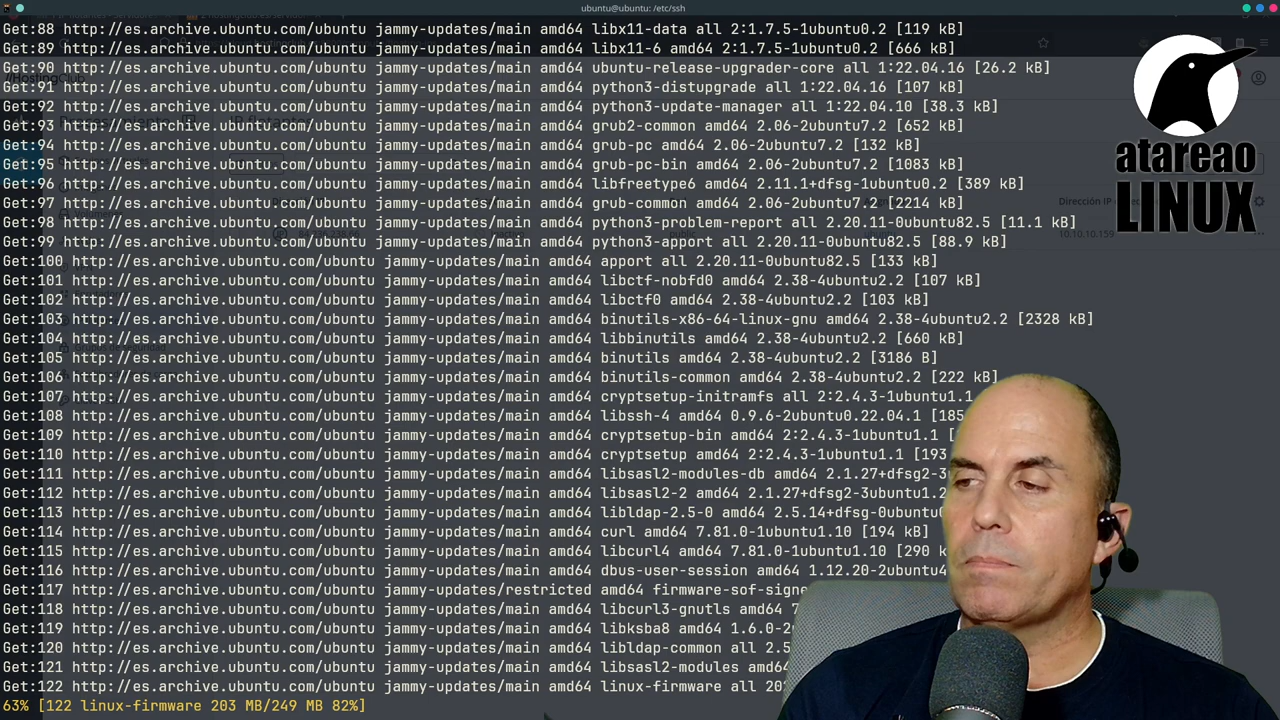 ubuntu@ubuntu: /etc/ssh
Get:88 http://es.archive.ubuntu.com/ubuntu jammy-updates/main amd64 libx11-data all 2:1.7.5-1ubuntu0.2 [119 kB]
Get:89 http://es.archive.ubuntu.com/ubuntu jammy-updates/main amd64 libx11-6 amd64 2:1.7.5-1ubuntu0.2 [666 kB]
Get:90 http://es.archive.ubuntu.com/ubuntu jammy-updates/main amd64 ubuntu-release-upgrader-core all 1:22.04.16 [26.2 kB]
Get:91 http://es.archive.ubuntu.com/ubuntu jammy-updates/main amd64 python3-distupgrade all 1:22.04.16 [107 kB]
Get:92 http://es.archive.ubuntu.com/ubuntu jammy-updates/main amd64 python3-update-manager all 1:22.04.10 [38.3 kB]
Get:93 http://es.archive.ubuntu.com/ubuntu jammy-updates/main amd64 grub2-common amd64 2.06-2ubuntu7.2 [652 kB]
Get:94 http://es.archive.ubuntu.com/ubuntu jammy-updates/main amd64 grub-pc amd64 2.06-2ubuntu7.2 [132 kB]
Get:95 http://es.archive.ubuntu.com/ubuntu jammy-updates/main amd64 grub-pc-bin amd64 2.06-2ubuntu7.2 [1083 kB]
Get:96 http://es.archive.ubuntu.com/ubuntu jammy-updates/main amd64 libfreetype6 amd64 2.11.1+dfsg-1ubuntu0.2 [389 kB]
Get:97 http://es.archive.ubuntu.com/ubuntu jammy-updates/main amd64 grub-common amd64 2.06-2ubuntu7.2 [2214 kB]
Get:98 http://es.archive.ubuntu.com/ubuntu jammy-updates/main amd64 python3-problem-report all 2.20.11-0ubuntu82.5 [11.1 kB]
Get:99 http://es.archive.ubuntu.com/ubuntu jammy-updates/main amd64 python3-apport all 2.20.11-0ubuntu82.5 [88.9 kB]
Get:100 http://es.archive.ubuntu.com/ubuntu jammy-updates/main amd64 apport all 2.20.11-0ubuntu82.5 [133 kB]
Get:101 http://es.archive.ubuntu.com/ubuntu jammy-updates/main amd64 libctf-nobfd0 amd64 2.38-4ubuntu2.2 [107 kB]
Get:102 http://es.archive.ubuntu.com/ubuntu jammy-updates/main amd64 libctf0 amd64 2.38-4ubuntu2.2 [103 kB]
Get:103 http://es.archive.ubuntu.com/ubuntu jammy-updates/main amd64 binutils-x86-64-linux-gnu amd64 2.38-4ubuntu2.2 [2328 kB]
Get:104 http://es.archive.ubuntu.com/ubuntu jammy-updates/main amd64 libbinutils amd64 2.38-4ubuntu2.2 [660 kB]
Get:105 http://es.archive.ubuntu.com/ubuntu jammy-updates/main amd64 binutils amd64 2.38-4ubuntu2.2 [3186 B]
Get:106 http://es.archive.ubuntu.com/ubuntu jammy-updates/main amd64 binutils-common amd64 2.38-4ubuntu2.2 [222 kB]
Get:107 http://es.archive.ubuntu.com/ubuntu jammy-updates/main amd64 cryptsetup-initramfs all 2:2.4.3-1ubuntu1.1
Get:108 http://es.archive.ubuntu.com/ubuntu jammy-updates/main amd64 libssh-4 amd64 0.9.6-2ubuntu0.22.04.1 [185
Get:109 http://es.archive.ubuntu.com/ubuntu jammy-updates/main amd64 cryptsetup-bin amd64 2:2.4.3-1ubuntu1.1 [
Get:110 http://es.archive.ubuntu.com/ubuntu jammy-updates/main amd64 cryptsetup amd64 2:2.4.3-1ubuntu1.1 [193
Get:111 http://es.archive.ubuntu.com/ubuntu jammy-updates/main amd64 libsasl2-modules-db amd64 2.1.27+dfsg2-3
Get:112 http://es.archive.ubuntu.com/ubuntu jammy-updates/main amd64 libsasl2-2 amd64 2.1.27+dfsg2-3ubuntu1.2
Get:113 http://es.archive.ubuntu.com/ubuntu jammy-updates/main amd64 libldap-2.5-0 amd64 2.5.14+dfsg-0ubuntu0
Get:114 http://es.archive.ubuntu.com/ubuntu jammy-updates/main amd64 curl amd64 7.81.0-1ubuntu1.10 [194 kB]
Get:115 http://es.archive.ubuntu.com/ubuntu jammy-updates/main amd64 libcurl4 amd64 7.81.0-1ubuntu1.10 [290 k
Get:116 http://es.archive.ubuntu.com/ubuntu jammy-updates/main amd64 dbus-user-session amd64 1.12.20-2ubuntu4
Get:117 http://es.archive.ubuntu.com/ubuntu jammy-updates/restricted amd64 firmware-sof-signe
Get:118 http://es.archive.ubuntu.com/ubuntu jammy-updates/main amd64 libcurl3-gnutls amd64 7
Get:119 http://es.archive.ubuntu.com/ubuntu jammy-updates/main amd64 libksba8 amd64 1.6.0-2
Get:120 http://es.archive.ubuntu.com/ubuntu jammy-updates/main amd64 libldap-common all 2.5
Get:121 http://es.archive.ubuntu.com/ubuntu jammy-updates/main amd64 libsasl2-modules amd64
Get:122 http://es.archive.ubuntu.com/ubuntu jammy-updates/main amd64 linux-firmware all 20
63% [122 linux-firmware 203 MB/249 MB 82%]
atareao
LINUX
Dirección IP
10.10.10.159